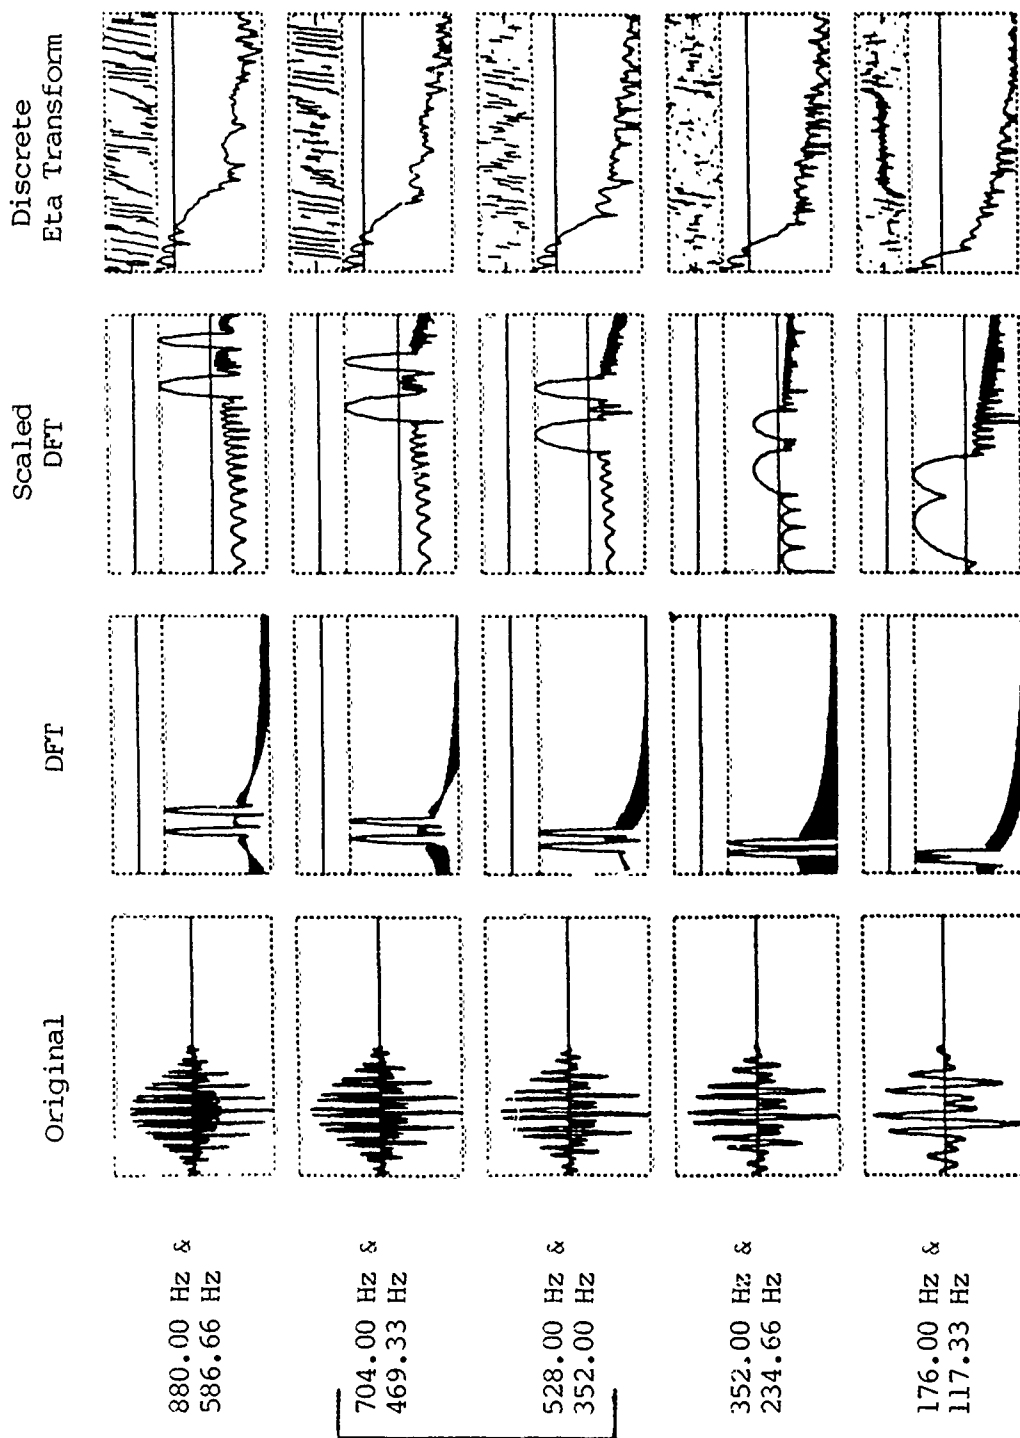 Original
DFT
Scaled
DFT
Discrete
Eta Transform
880.00 Hz &
586.66 Hz
704.00 Hz &
469.33 Hz
528.00 Hz &
352.00 Hz
352.00 Hz &
234.66 Hz
176.00 Hz &
117.33 Hz